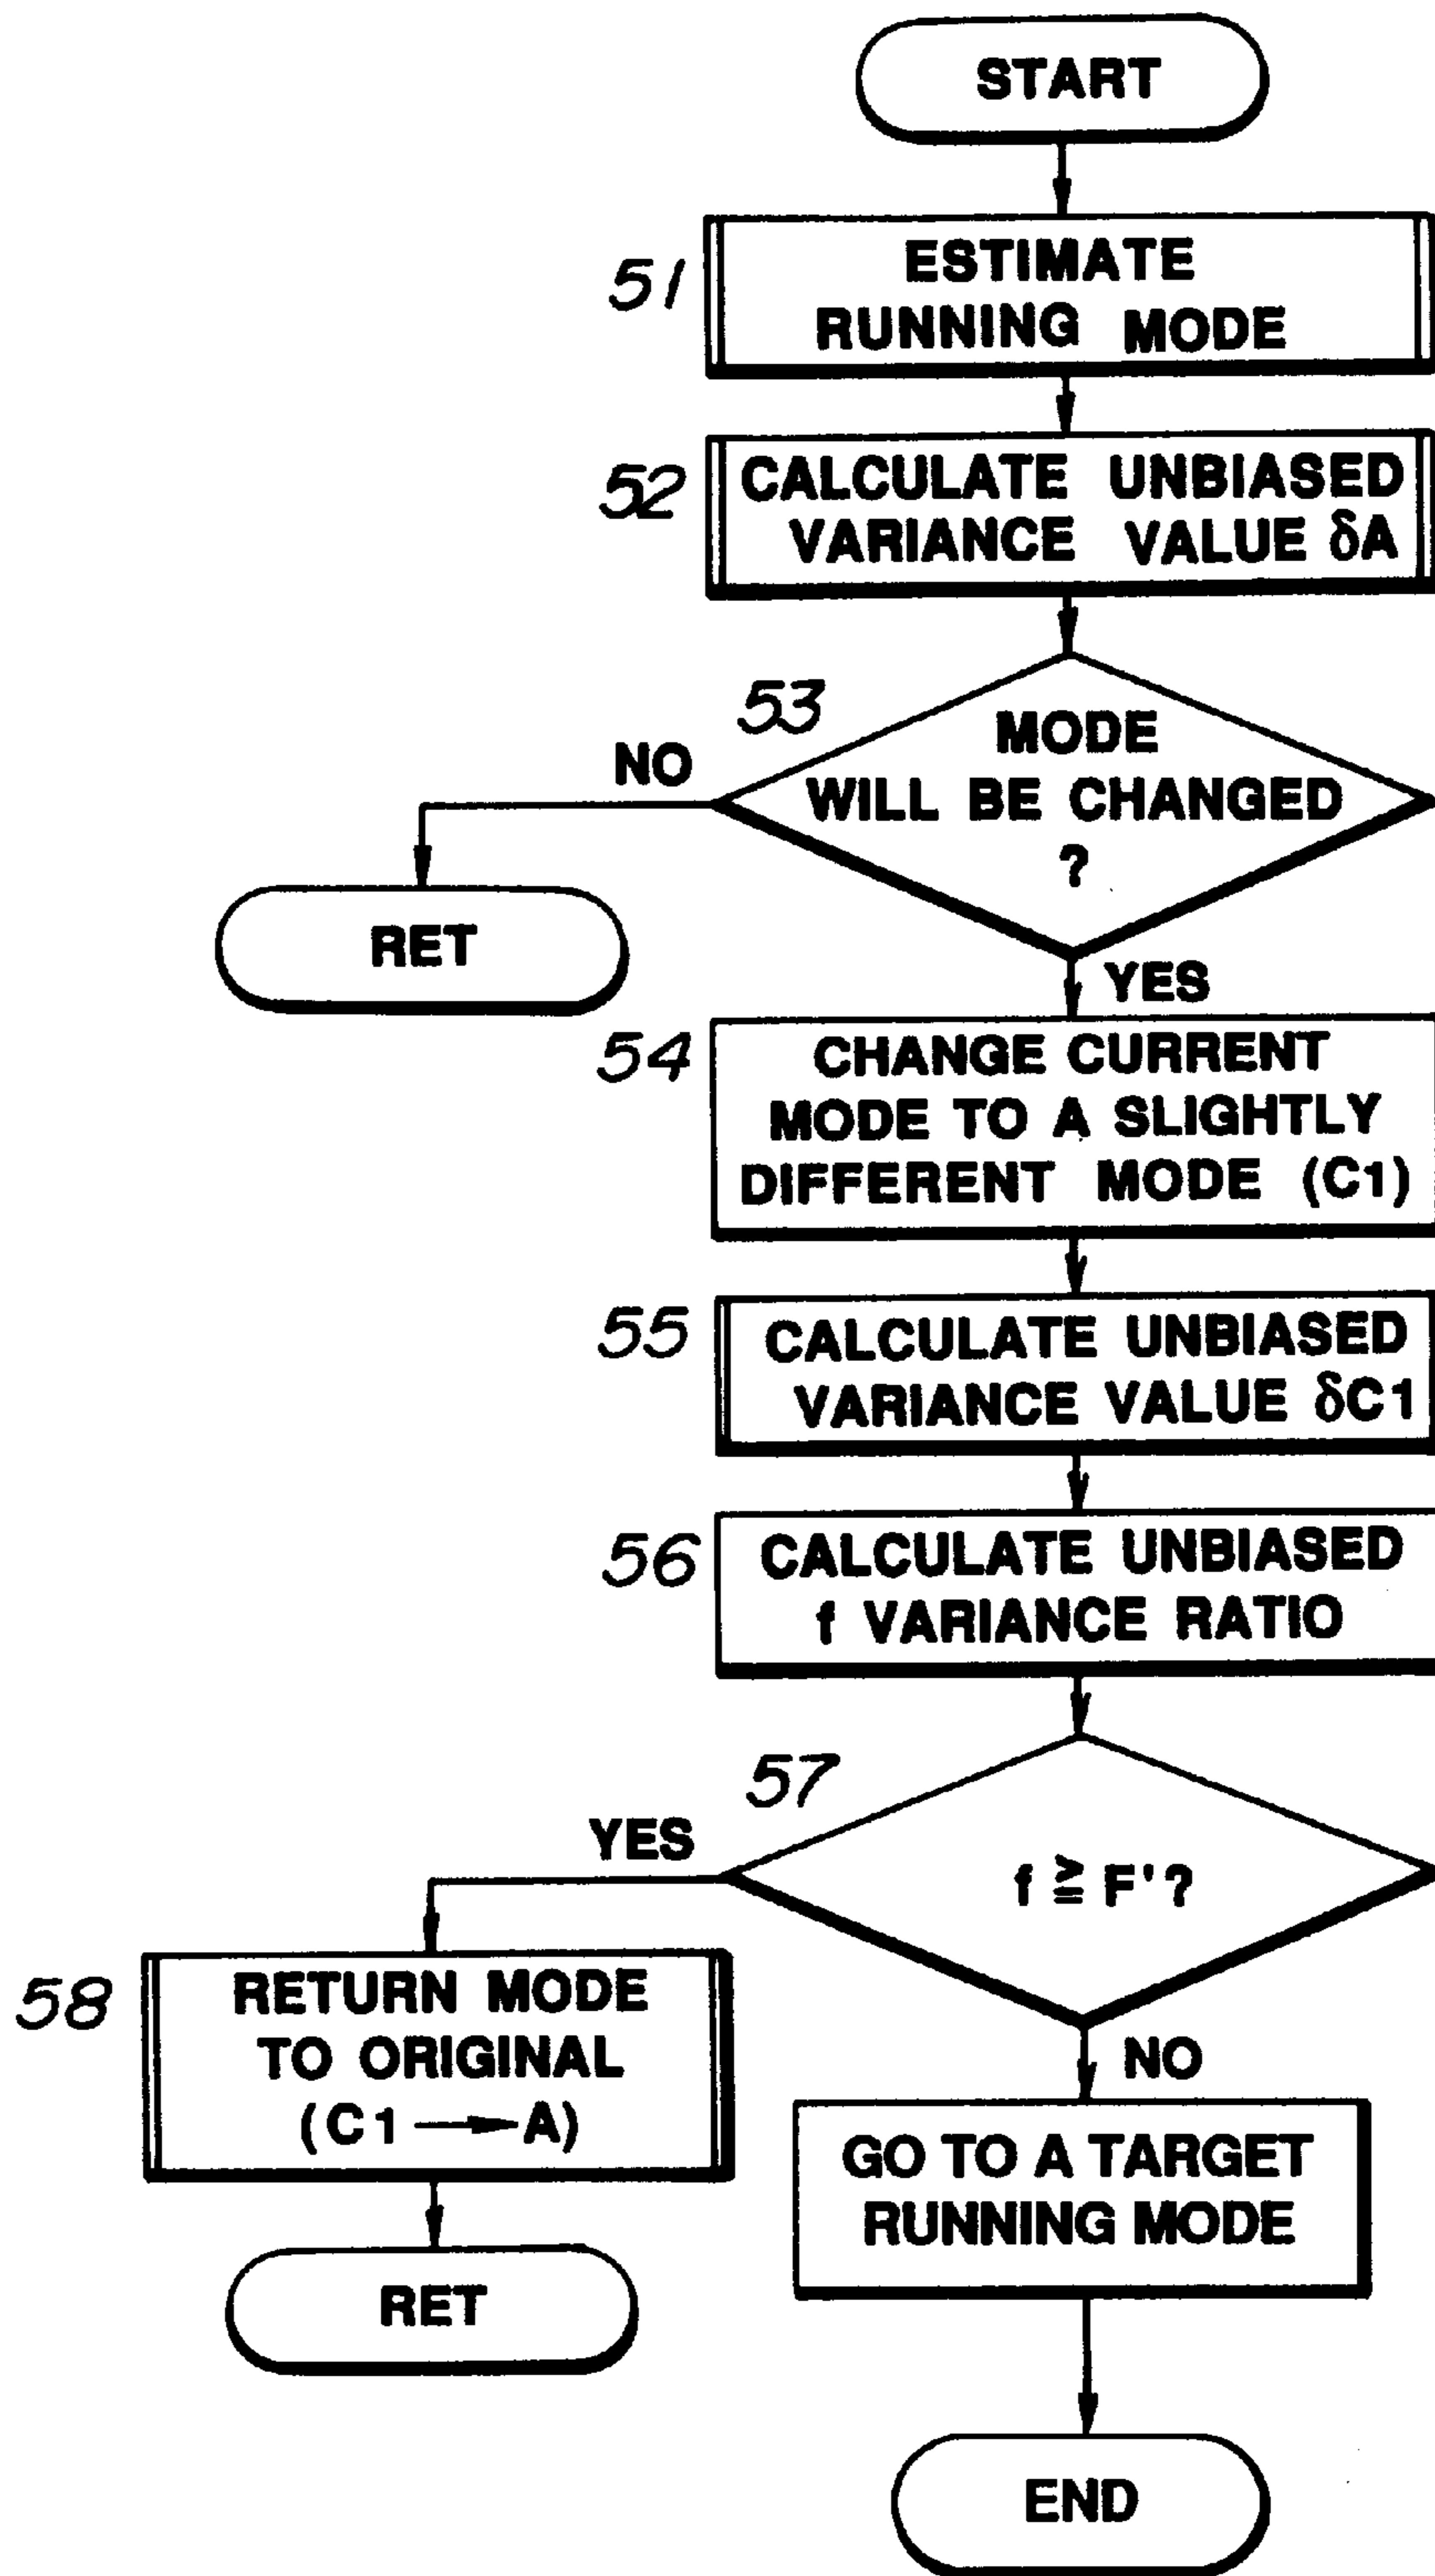 START
51
ESTIMATE
RUNNING MODE
52
CALCULATE UNBIASED
VARIANCE VALUE δA
53
MODE
WILL BE CHANGED
?
NO
RET
YES
54
CHANGE CURRENT
MODE TO A SLIGHTLY
DIFFERENT MODE (C1)
55
CALCULATE UNBIASED
VARIANCE VALUE δC1
56
CALCULATE UNBIASED
f VARIANCE RATIO
57
f ≧ F'?
YES
58
RETURN MODE
TO ORIGINAL
(C1 → A)
RET
NO
GO TO A TARGET
RUNNING MODE
END